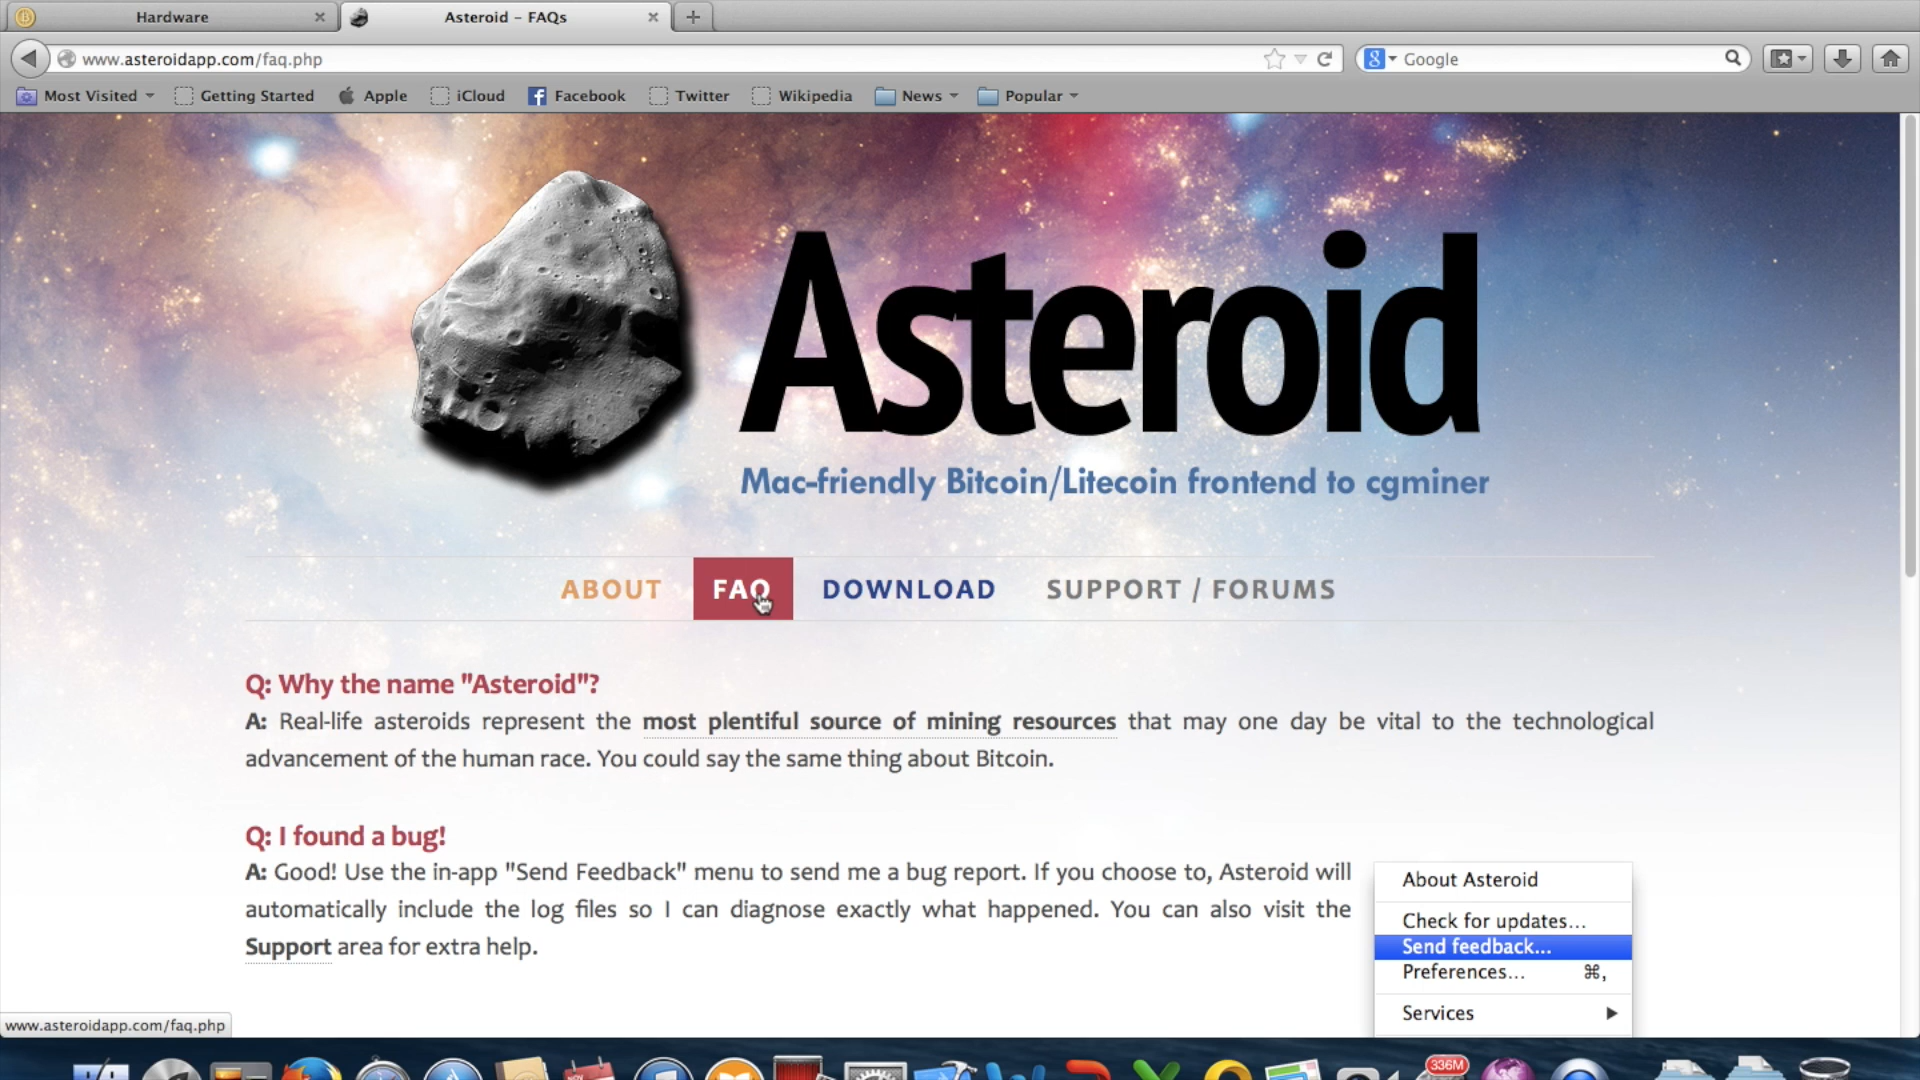 Hardware
Asteroid – FAQs
www.asteroidapp.com/faq.php
Google
Most Visited
Getting Started
Apple
iCloud
Facebook
Twitter
Wikipedia
News
Popular
Asteroid
Mac-friendly Bitcoin/Litecoin frontend to cgminer
ABOUT
FAQ
DOWNLOAD
SUPPORT / FORUMS
Q: Why the name "Asteroid"?
A: Real-life asteroids represent the most plentiful source of mining resources that may one day be vital to the technological
advancement of the human race. You could say the same thing about Bitcoin.
Q: I found a bug!
A: Good! Use the in-app "Send Feedback" menu to send me a bug report. If you choose to, Asteroid will
automatically include the log files so I can diagnose exactly what happened. You can also visit the
Support area for extra help.
About Asteroid
Check for updates...
Send feedback...
Preferences... ⌘,
Services
www.asteroidapp.com/faq.php
NOV
336M